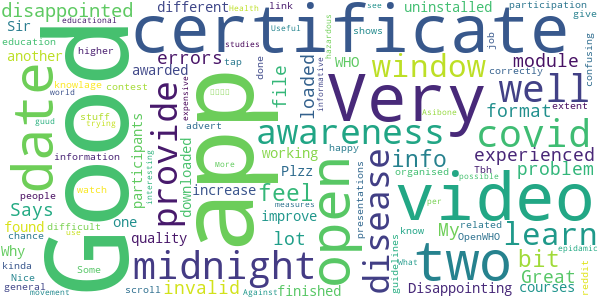 disappointed
different
educational
Health
link
uninstalled
see
participation
give
Sir
education
higher
certificate
Useful
studies
shows
job
hazardous
correctly
confusing
another
errors
loaded
WHO
window
module
knowlage
contest
awarded
tap
done
expensive
informative
file
Very
well
world
stuff
guud
trying
date
Good
provide
app
advert
awareness
format
extent
covid
information
participants
downloaded
More
working
happy
Asibone
experienced
watch
interesting
increase
Plzz
presentations
organised
possible
info
Tbh
problem
people
Says
feel
open
disease
video
found
difficult
one
improve
know
per
My
related
learn
Why
chance
Some
use
quality
lot
measures
guidelines
What
OpenWHO
epidamic
kinda
midnight
two
bit
Nice
general
movement
scroll
invalid
Against
finished
Disappointing
Great
courses
reddit